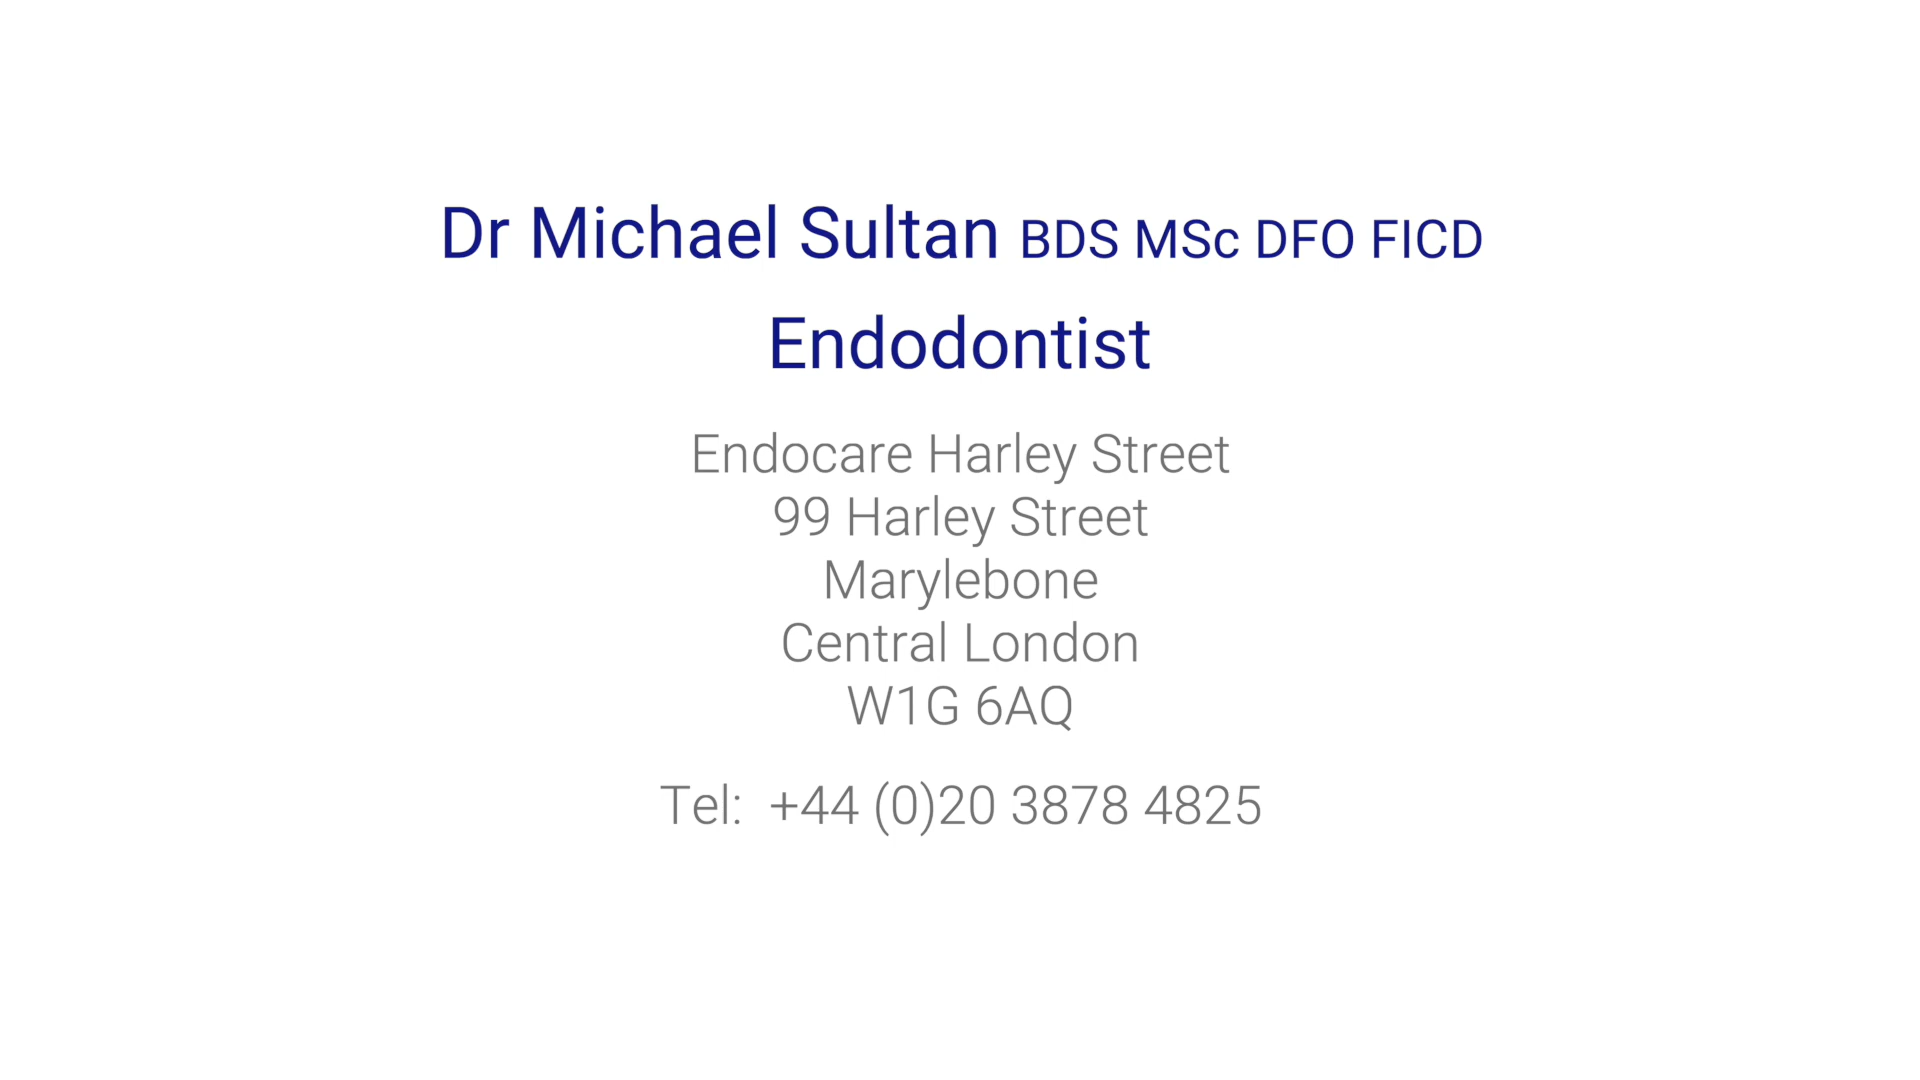 Dr Michael Sultan BDS MSc DFO FICD
Endodontist
Endocare Harley Street
99 Harley Street
Marylebone
Central London
W1G 6AQ
Tel: +44 (0)20 3878 4825